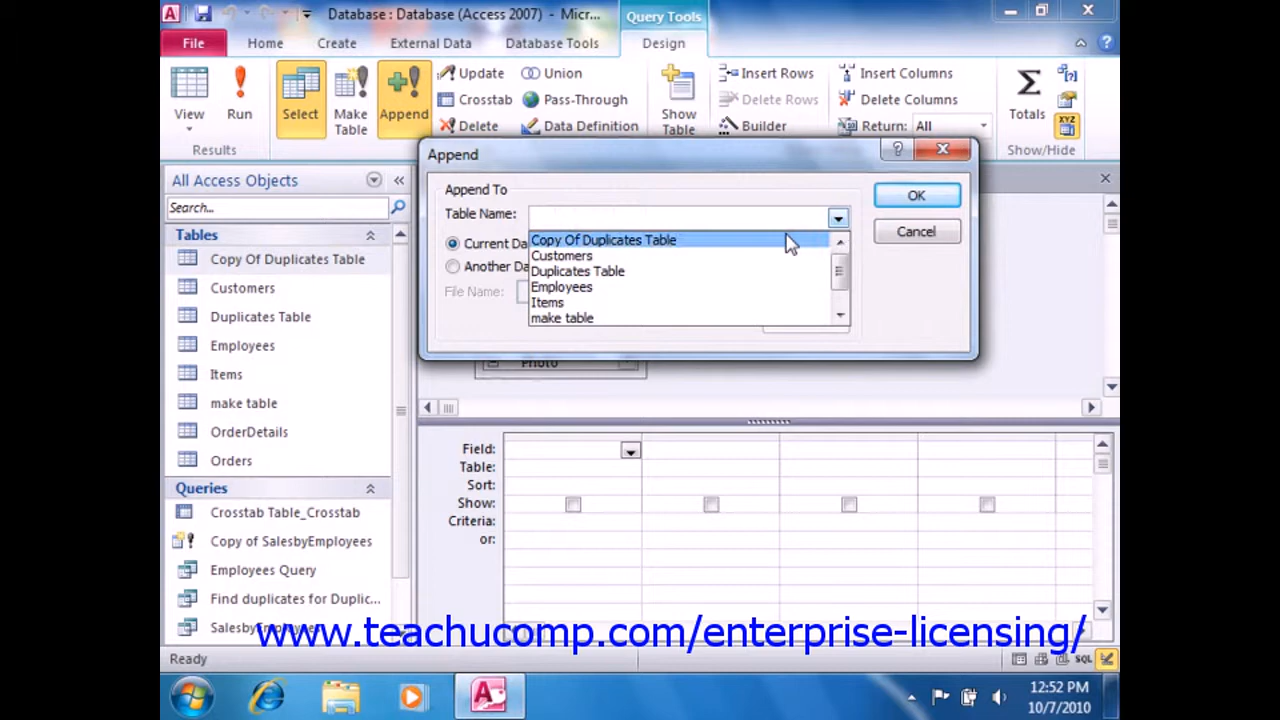 Database : Database (Access 2007) - Micr...
Query Tools
File
Home
Create
External Data
Database Tools
Design
View
Run
Select
Make Table
Append
Update
Crosstab
Delete
Union
Pass-Through
Data Definition
Show Table
Insert Rows
Delete Rows
Builder
Insert Columns
Delete Columns
Return: All
Totals
Results
Show/Hide
All Access Objects
Search...
Tables
Copy Of Duplicates Table
Customers
Duplicates Table
Employees
Items
make table
OrderDetails
Orders
Queries
Crosstab Table_Crosstab
Copy of SalesbyEmployees
Employees Query
Find duplicates for Duplic...
Append
Append To
Table Name:
Current Da
Another Da
File Name:
OK
Cancel
Copy Of Duplicates Table
Customers
Duplicates Table
Employees
Items
make table
Photo
Field:
Table:
Sort:
Show:
Criteria:
or:
www.teachucomp.com/enterprise-licensing/
Ready
SQL
12:52 PM
10/7/2010